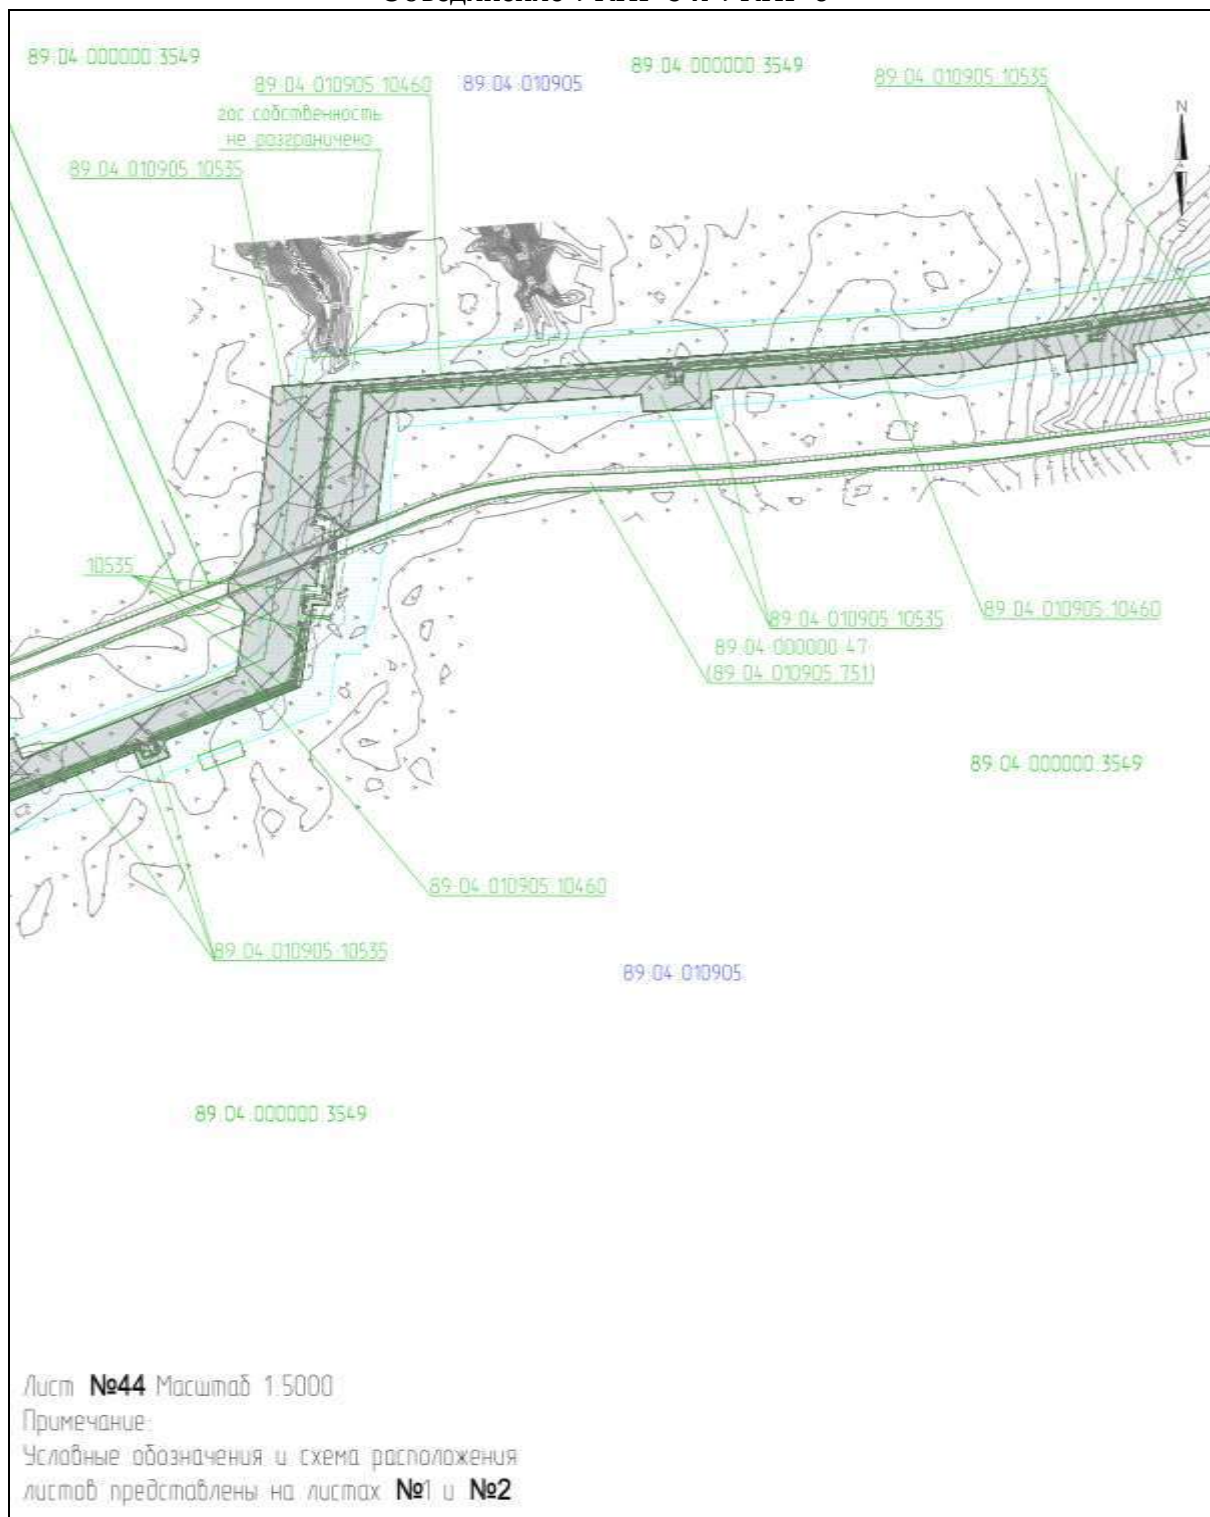 89:04:000000:3549
89:04:000000:3549
89:04:010905:10460
89:04:010905
89:04:010905:10535
гос.собственность
не разграничено
89:04:010905:10535
N
S
10535
89:04:010905:10535
89:04:010905:10460
89:04:000000:47
(89:04:010905:751)
89:04:000000:3549
89:04:010905:10460
89:04:010905:10535
89:04:010905
89:04:000000:3549
Лист №44 Масштаб 1:5000
Примечание:
Условные обозначения и схема расположения
листов представлены на листах №1 и №2